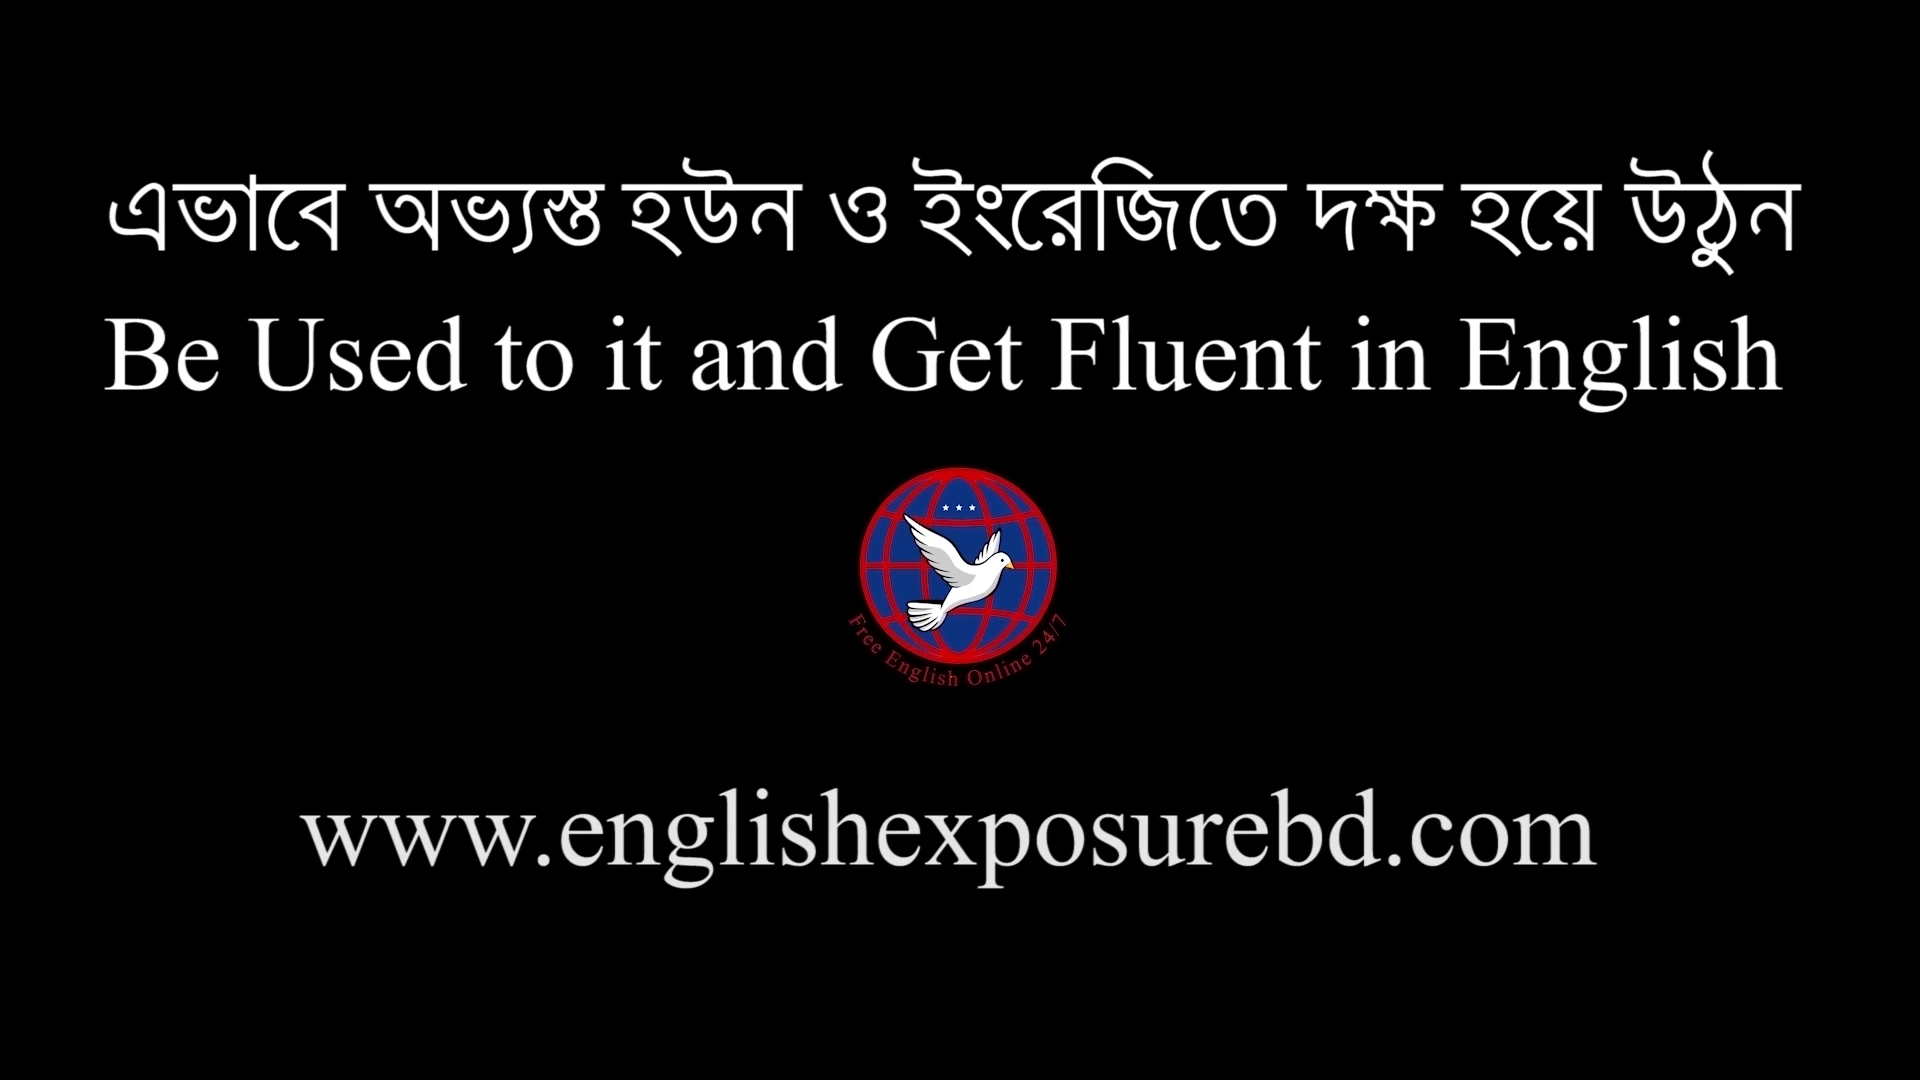 এভাবে অভ্যস্ত হউন ও ইংরেজিতে দক্ষ হয়ে উঠুন
Be Used to it and Get Fluent in English
Free English Online 24/7
www.englishexposurebd.com